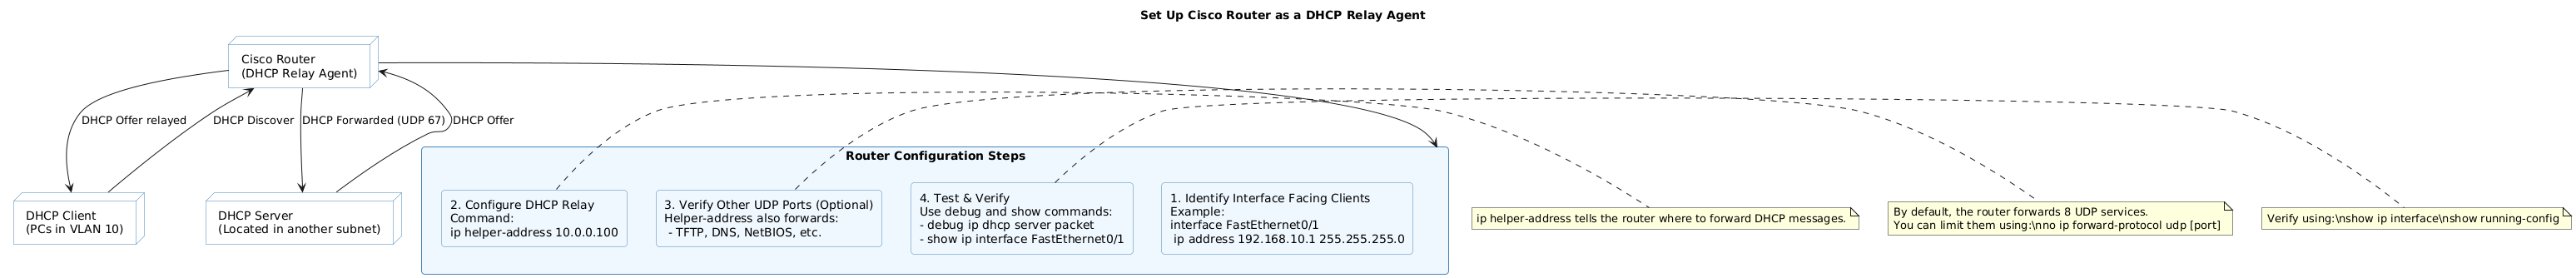 Set Up Cisco Router as a DHCP Relay Agent
Cisco Router
(DHCP Relay Agent)
DHCP Offer relayed
DHCP Discover
DHCP Forwarded (UDP 67)
DHCP Offer
DHCP Client
(PCs in VLAN 10)
DHCP Server
(Located in another subnet)
Router Configuration Steps
2. Configure DHCP Relay
Command:
ip helper-address 10.0.0.100
3. Verify Other UDP Ports (Optional)
Helper-address also forwards:
- TFTP, DNS, NetBIOS, etc.
4. Test & Verify
Use debug and show commands:
- debug ip dhcp server packet
- show ip interface FastEthernet0/1
1. Identify Interface Facing Clients
Example:
interface FastEthernet0/1
ip address 192.168.10.1 255.255.255.0
ip helper-address tells the router where to forward DHCP messages.
By default, the router forwards 8 UDP services.
You can limit them using:\nno ip forward-protocol udp [port]
Verify using:\nshow ip interface\nshow running-config